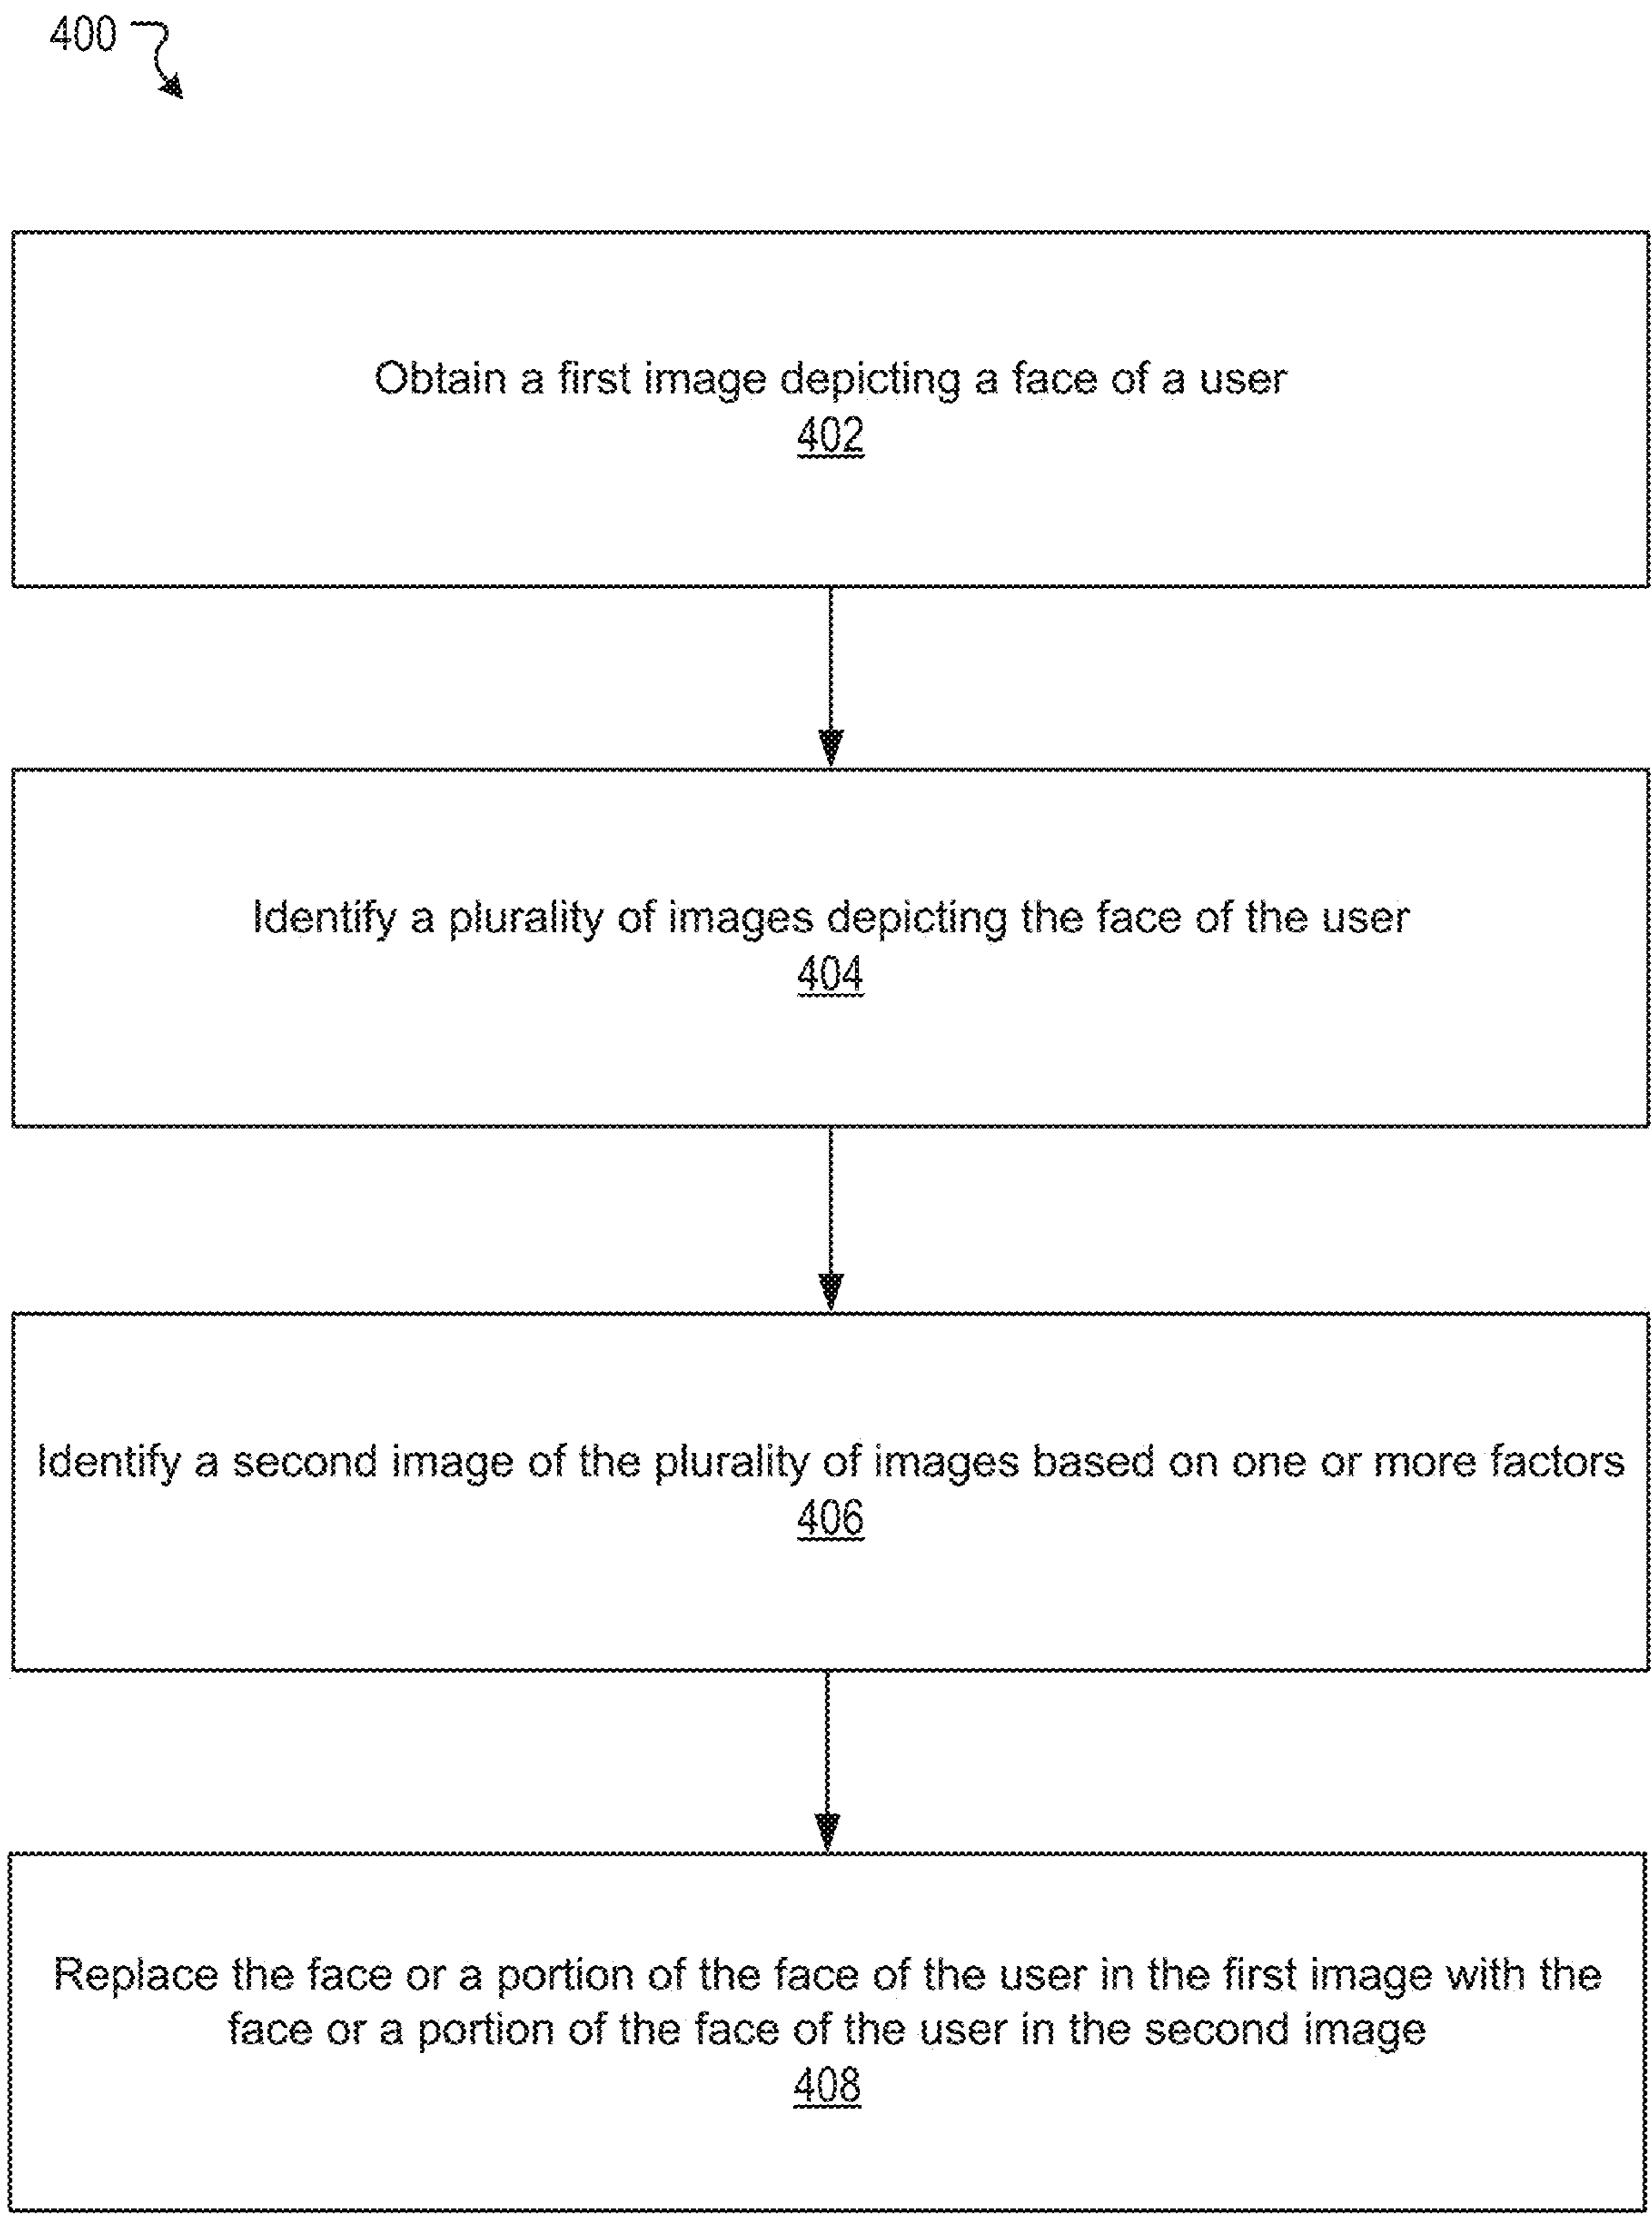 400
Obtain a first image depicting a face of a user
402
Identify a plurality of images depicting the face of the user
404
Identify a second image of the plurality of images based on one or more factors
406
Replace the face or a portion of the face of the user in the first image with the
face or a portion of the face of the user in the second image
408